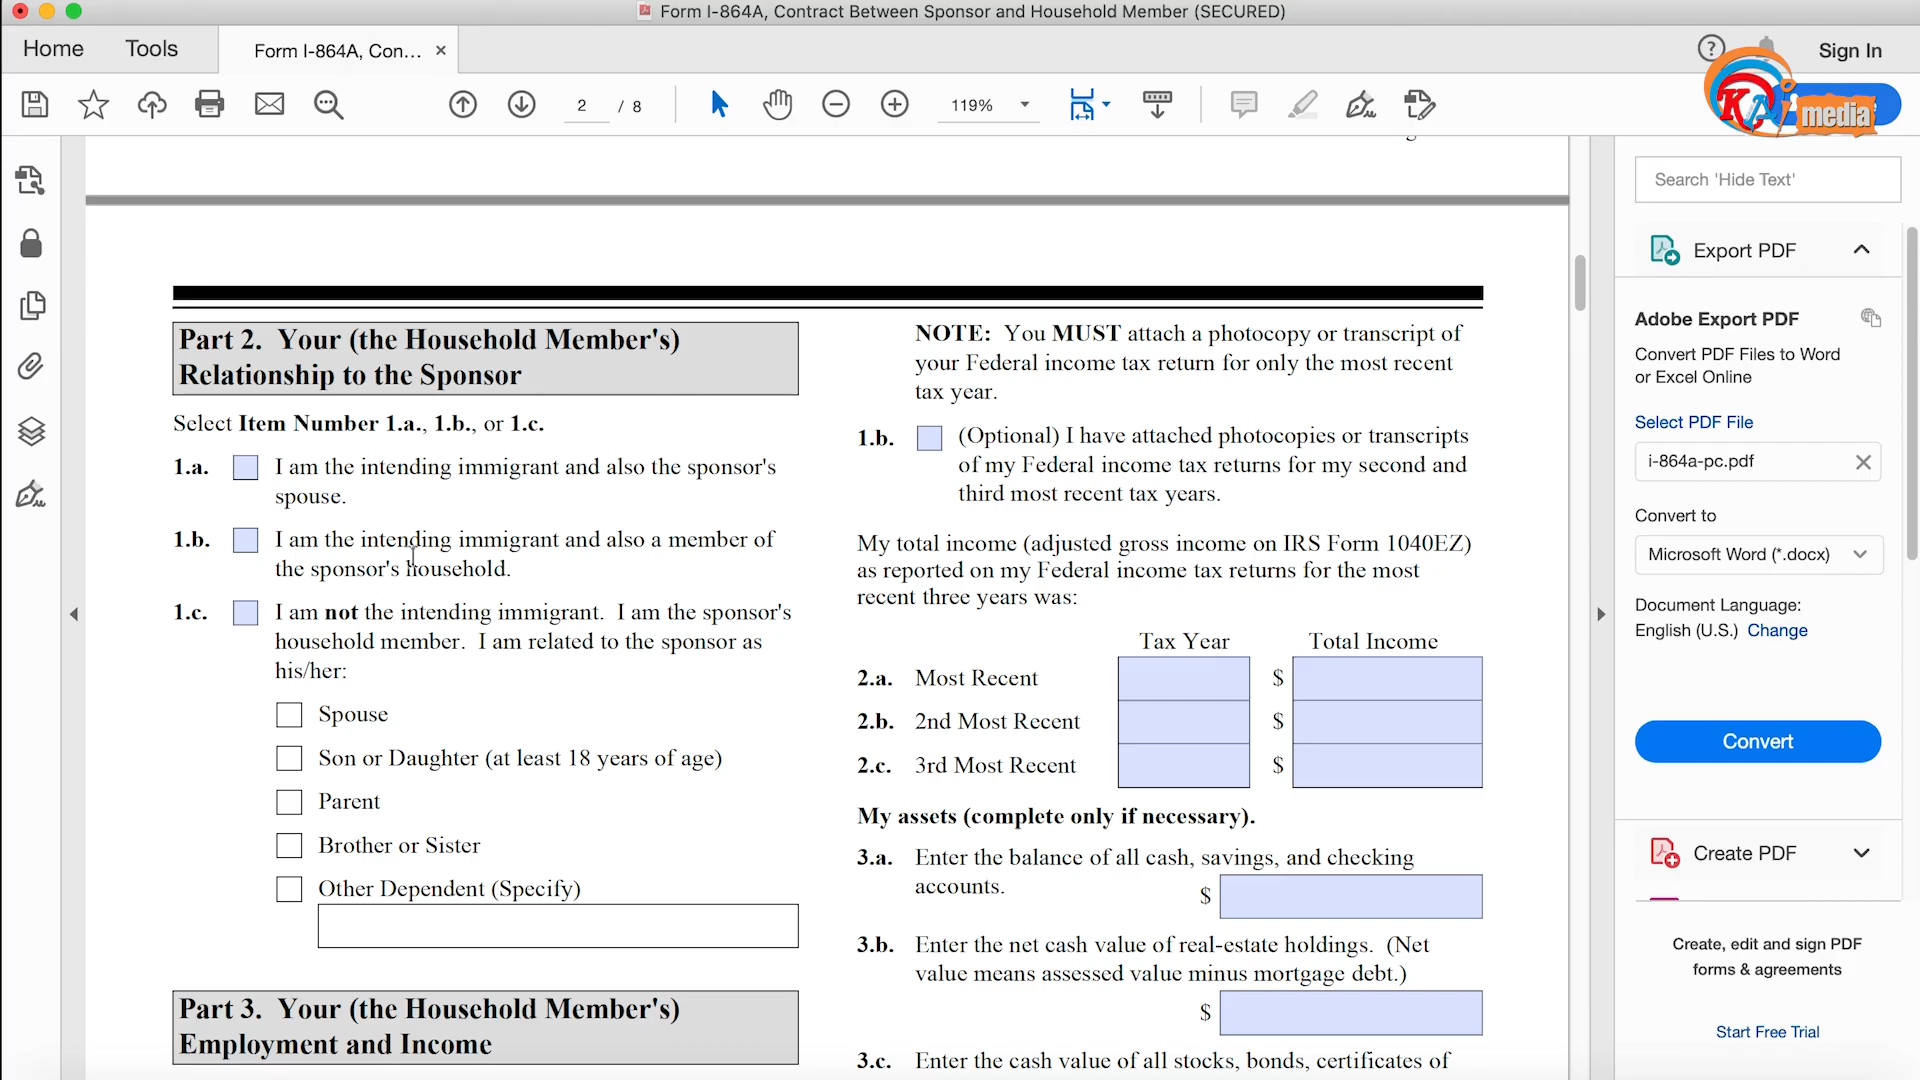 Form I-864A, Contract Between Sponsor and Household Member (SECURED)
Home
Tools
Form I-864A, Con...
Sign In
2 / 8
119%
KAi media
Part 2. Your (the Household Member's)
Relationship to the Sponsor
Select Item Number 1.a., 1.b., or 1.c.
1.a. I am the intending immigrant and also the sponsor's
spouse.
1.b. I am the intending immigrant and also a member of
the sponsor's household.
1.c. I am not the intending immigrant. I am the sponsor's
household member. I am related to the sponsor as
his/her:
Spouse
Son or Daughter (at least 18 years of age)
Parent
Brother or Sister
Other Dependent (Specify)
Part 3. Your (the Household Member's)
Employment and Income
NOTE: You MUST attach a photocopy or transcript of
your Federal income tax return for only the most recent
tax year.
1.b. (Optional) I have attached photocopies or transcripts
of my Federal income tax returns for my second and
third most recent tax years.
My total income (adjusted gross income on IRS Form 1040EZ)
as reported on my Federal income tax returns for the most
recent three years was:
Tax Year Total Income
2.a. Most Recent $
2.b. 2nd Most Recent $
2.c. 3rd Most Recent $
My assets (complete only if necessary).
3.a. Enter the balance of all cash, savings, and checking
accounts. $
3.b. Enter the net cash value of real-estate holdings. (Net
value means assessed value minus mortgage debt.)
$
3.c. Enter the cash value of all stocks, bonds, certificates of
Search 'Hide Text'
Export PDF
Adobe Export PDF
Convert PDF Files to Word
or Excel Online
Select PDF File
i-864a-pc.pdf
Convert to
Microsoft Word (*.docx)
Document Language:
English (U.S.) Change
Convert
Create PDF
Create, edit and sign PDF
forms & agreements
Start Free Trial